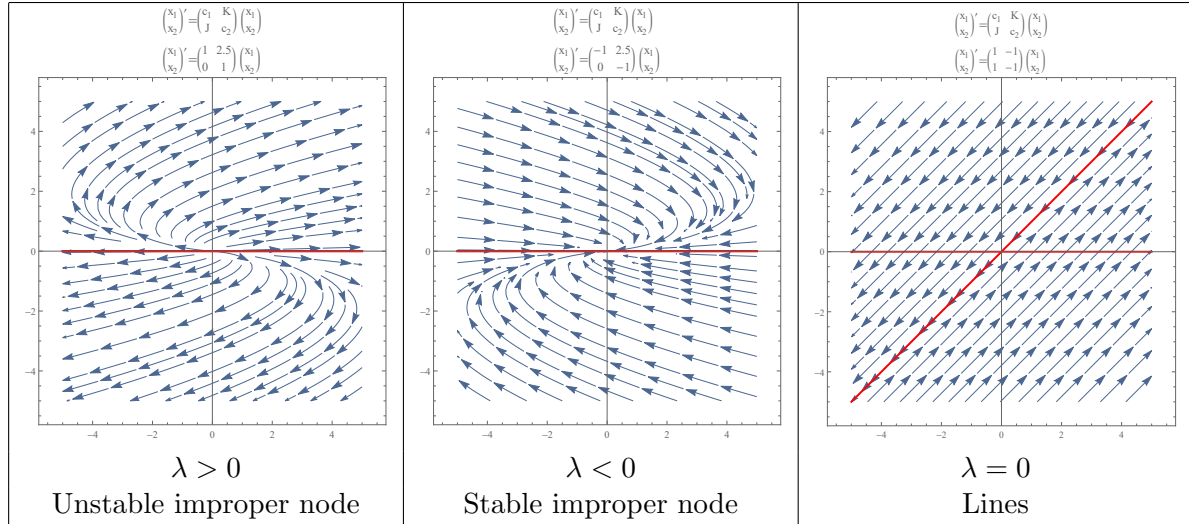 (x₁ x₂)′=(c₁ K J c₂)(x₁ x₂)
(x₁ x₂)′=(1 2.5 0 1)(x₁ x₂)
4
2
0
−2
−4
−4 −2 0 2 4
λ > 0
Unstable improper node
(x₁ x₂)′=(c₁ K J c₂)(x₁ x₂)
(x₁ x₂)′=(−1 2.5 0 −1)(x₁ x₂)
4
2
0
−2
−4
−4 −2 0 2 4
λ < 0
Stable improper node
(x₁ x₂)′=(c₁ K J c₂)(x₁ x₂)
(x₁ x₂)′=(1 −1 1 −1)(x₁ x₂)
4
2
0
−2
−4
−4 −2 0 2 4
λ = 0
Lines